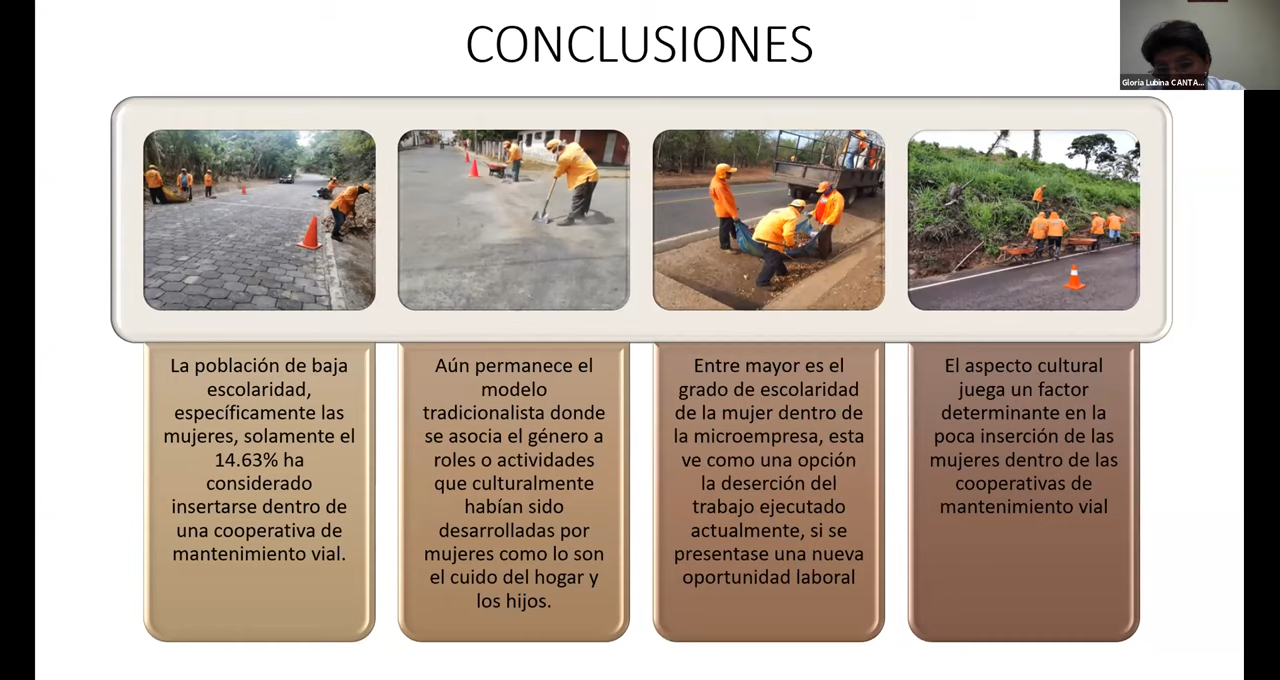 CONCLUSIONES
Gloria Lubina CANTA...
La población de baja
escolaridad,
específicamente las
mujeres, solamente el
14.63% ha
considerado
insertarse dentro de
una cooperativa de
mantenimiento vial.
Aún permanece el
modelo
tradicionalista donde
se asocia el género a
roles o actividades
que culturalmente
habían sido
desarrolladas por
mujeres como lo son
el cuido del hogar y
los hijos.
Entre mayor es el
grado de escolaridad
de la mujer dentro de
la microempresa, esta
ve como una opción
la deserción del
trabajo ejecutado
actualmente, si se
presentase una nueva
oportunidad laboral
El aspecto cultural
juega un factor
determinante en la
poca inserción de las
mujeres dentro de las
cooperativas de
mantenimiento vial